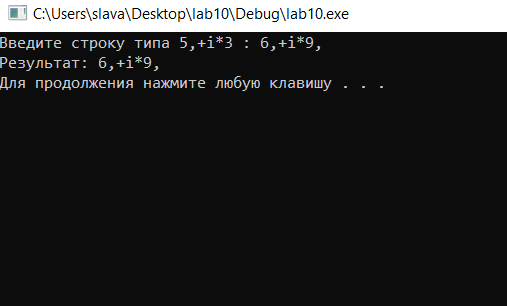 C:\Users\slava\Desktop\lab10\Debug\lab10.exe
Введите строку типа 5,+i*3 : 6,+i*9,
Результат: 6,+i*9,
Для продолжения нажмите любую клавишу . . .